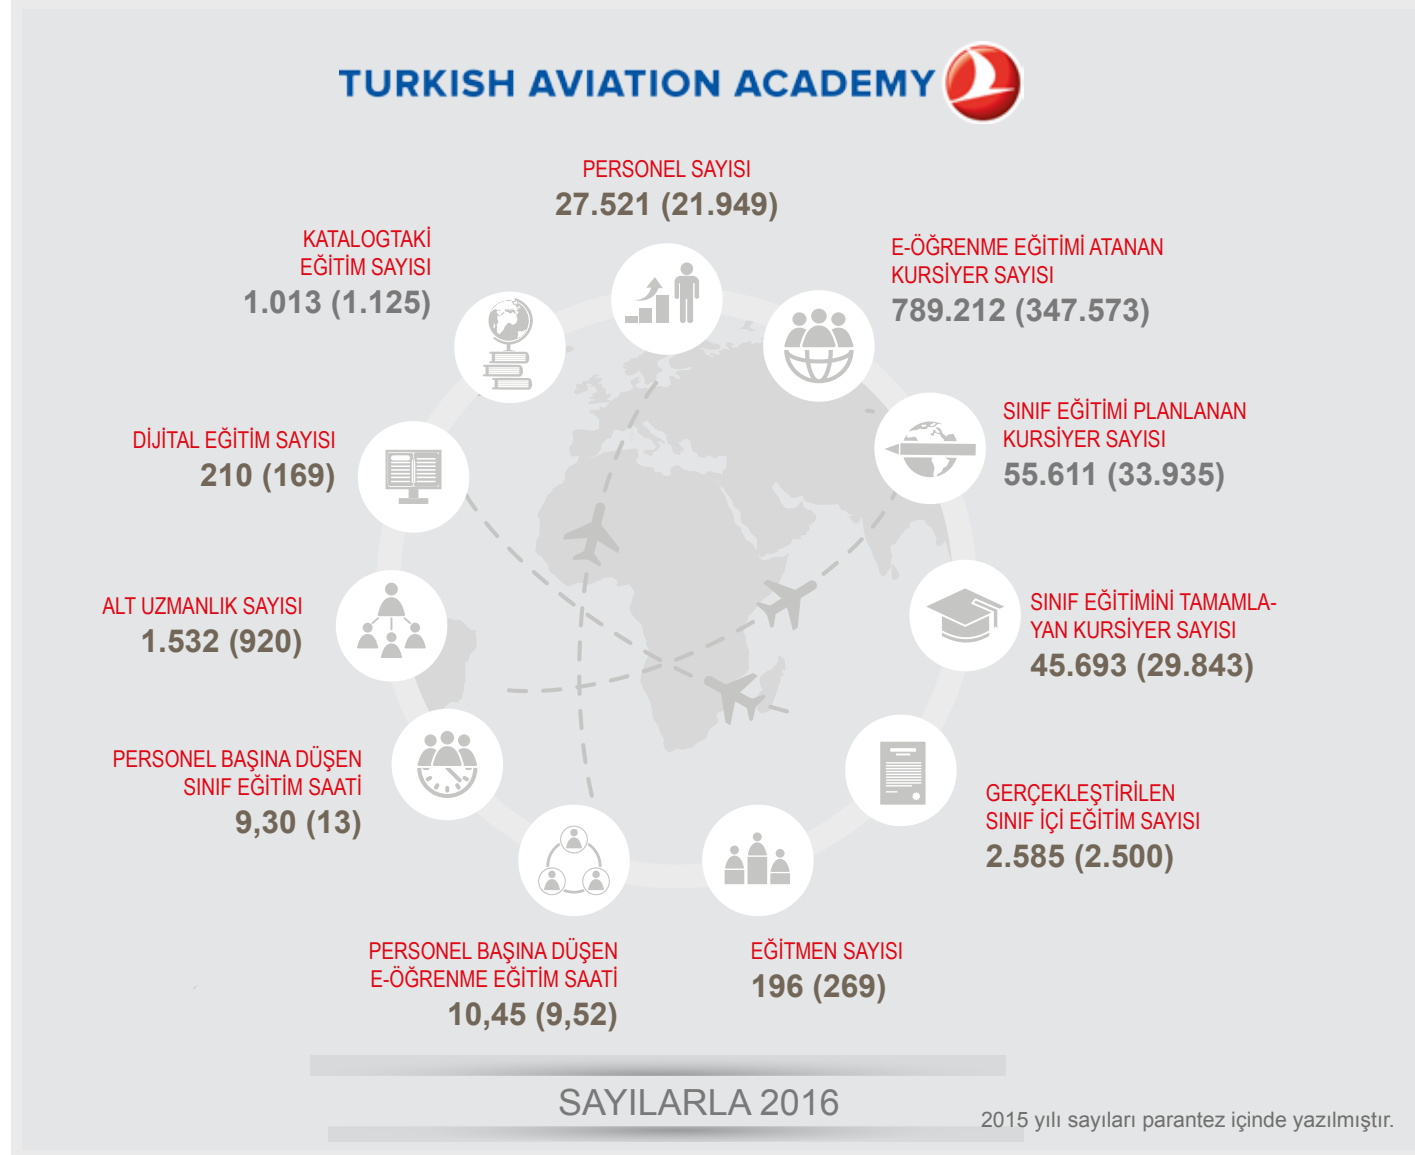 TURKISH AVIATION ACADEMY
PERSONEL SAYISI
27.521 (21.949)
KATALOGTAKİ
EĞİTİM SAYISI
1.013 (1.125)
E-ÖĞRENME EĞİTİMİ ATANAN
KURSİYER SAYISI
789.212 (347.573)
DİJİTAL EĞİTİM SAYISI
210 (169)
SINIF EĞİTİMİ PLANLANAN
KURSİYER SAYISI
55.611 (33.935)
ALT UZMANLIK SAYISI
1.532 (920)
SINIF EĞİTİMİNİ TAMAMLA-
YAN KURSİYER SAYISI
45.693 (29.843)
PERSONEL BAŞINA DÜŞEN
SINIF EĞİTİM SAATİ
9,30 (13)
GERÇEKLEŞTİRİLEN
SINIF İÇİ EĞİTİM SAYISI
2.585 (2.500)
PERSONEL BAŞINA DÜŞEN
E-ÖĞRENME EĞİTİM SAATİ
10,45 (9,52)
EĞİTMEN SAYISI
196 (269)
SAYILARLA 2016
2015 yılı sayıları parantez içinde yazılmıştır.